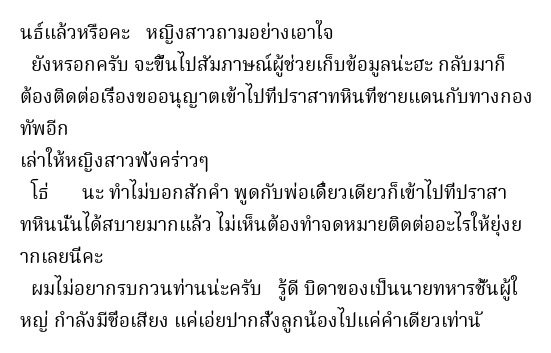 นธ์แล้วหรือคะ   หญิงสาวถามอย่างเอาใจ
ยังหรอกครับ จะขึ้นไปสัมภาษณ์ผู้ช่วยเก็บข้อมูลน่ะฮะ กลับมาก็
ต้องติดต่อเรื่องขออนุญาตเข้าไปที่ปราสาทหินที่ชายแดนกับทางกอง
ทัพอีก
เล่าให้หญิงสาวฟังคร่าวๆ
โธ่      นะ ทำไม่บอกสักคำ พูดกับพ่อเดี๋ยวเดียวก็เข้าไปที่ปราสา
ทหินนั้นได้สบายมากแล้ว ไม่เห็นต้องทำจดหมายติดต่ออะไรให้ยุ่งย
ากเลยนี่คะ
ผมไม่อยากรบกวนท่านน่ะครับ   รู้ดี บิดาของเป็นนายทหารชั้นผู้ใ
หญ่ กำลังมีชื่อเสียง แค่เอ่ยปากสั่งลูกน้องไปแค่คำเดียวเท่านั